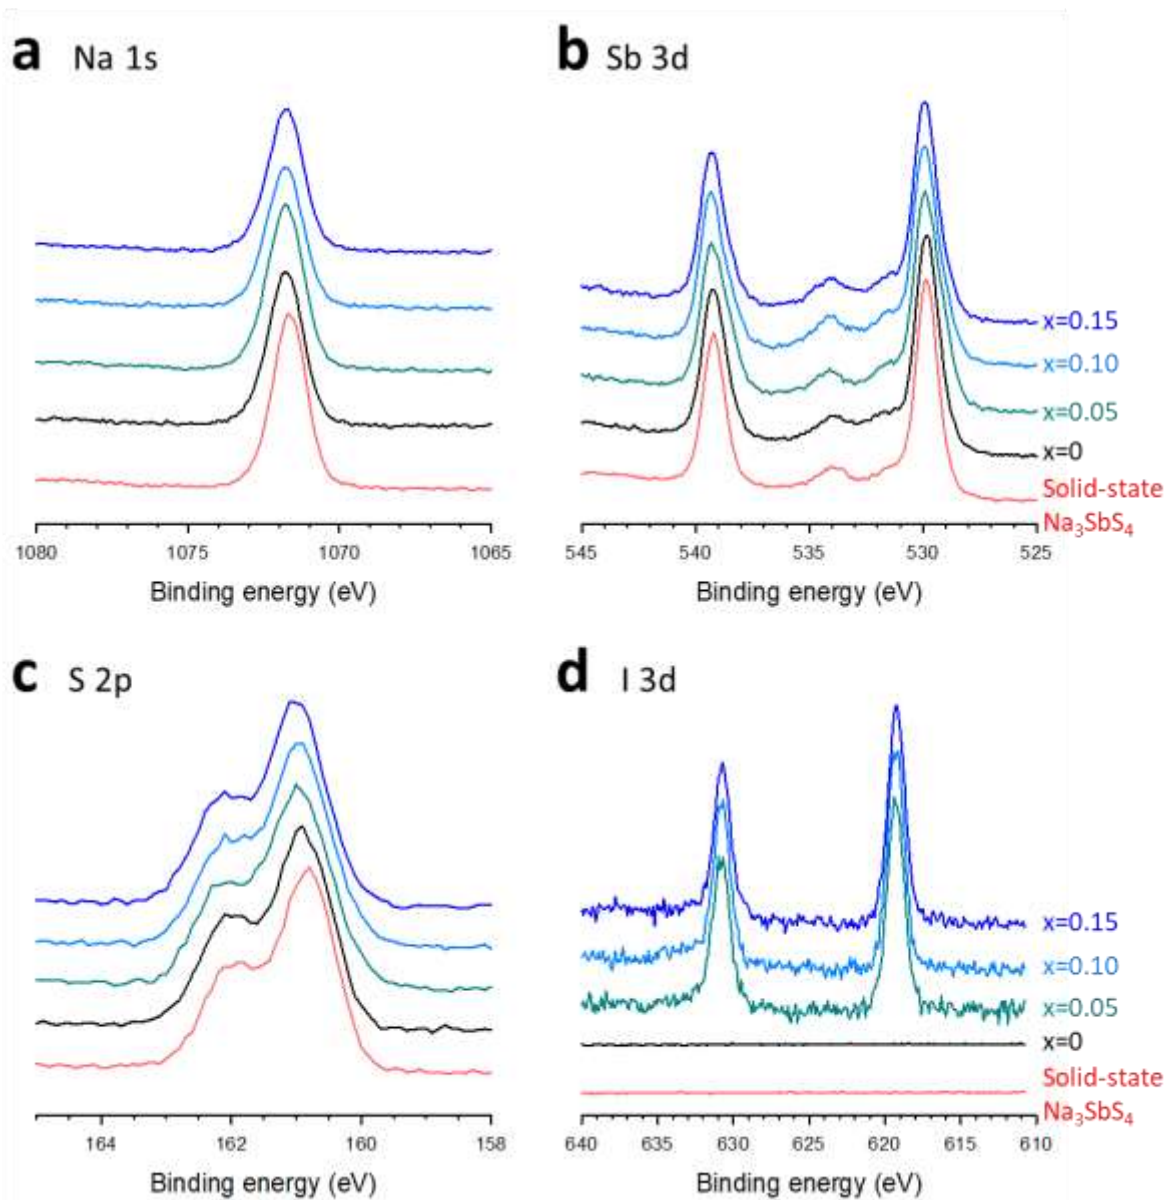 a Na 1s
b Sb 3d
x=0.15
x=0.10
x=0.05
x=0
Solid-state
Na₃SbS₄
1080 1075 1070 1065
Binding energy (eV)
545 540 535 530 525
Binding energy (eV)
c S 2p
d I 3d
x=0.15
x=0.10
x=0.05
x=0
Solid-state
Na₃SbS₄
164 162 160 158
Binding energy (eV)
640 635 630 625 620 615 610
Binding energy (eV)